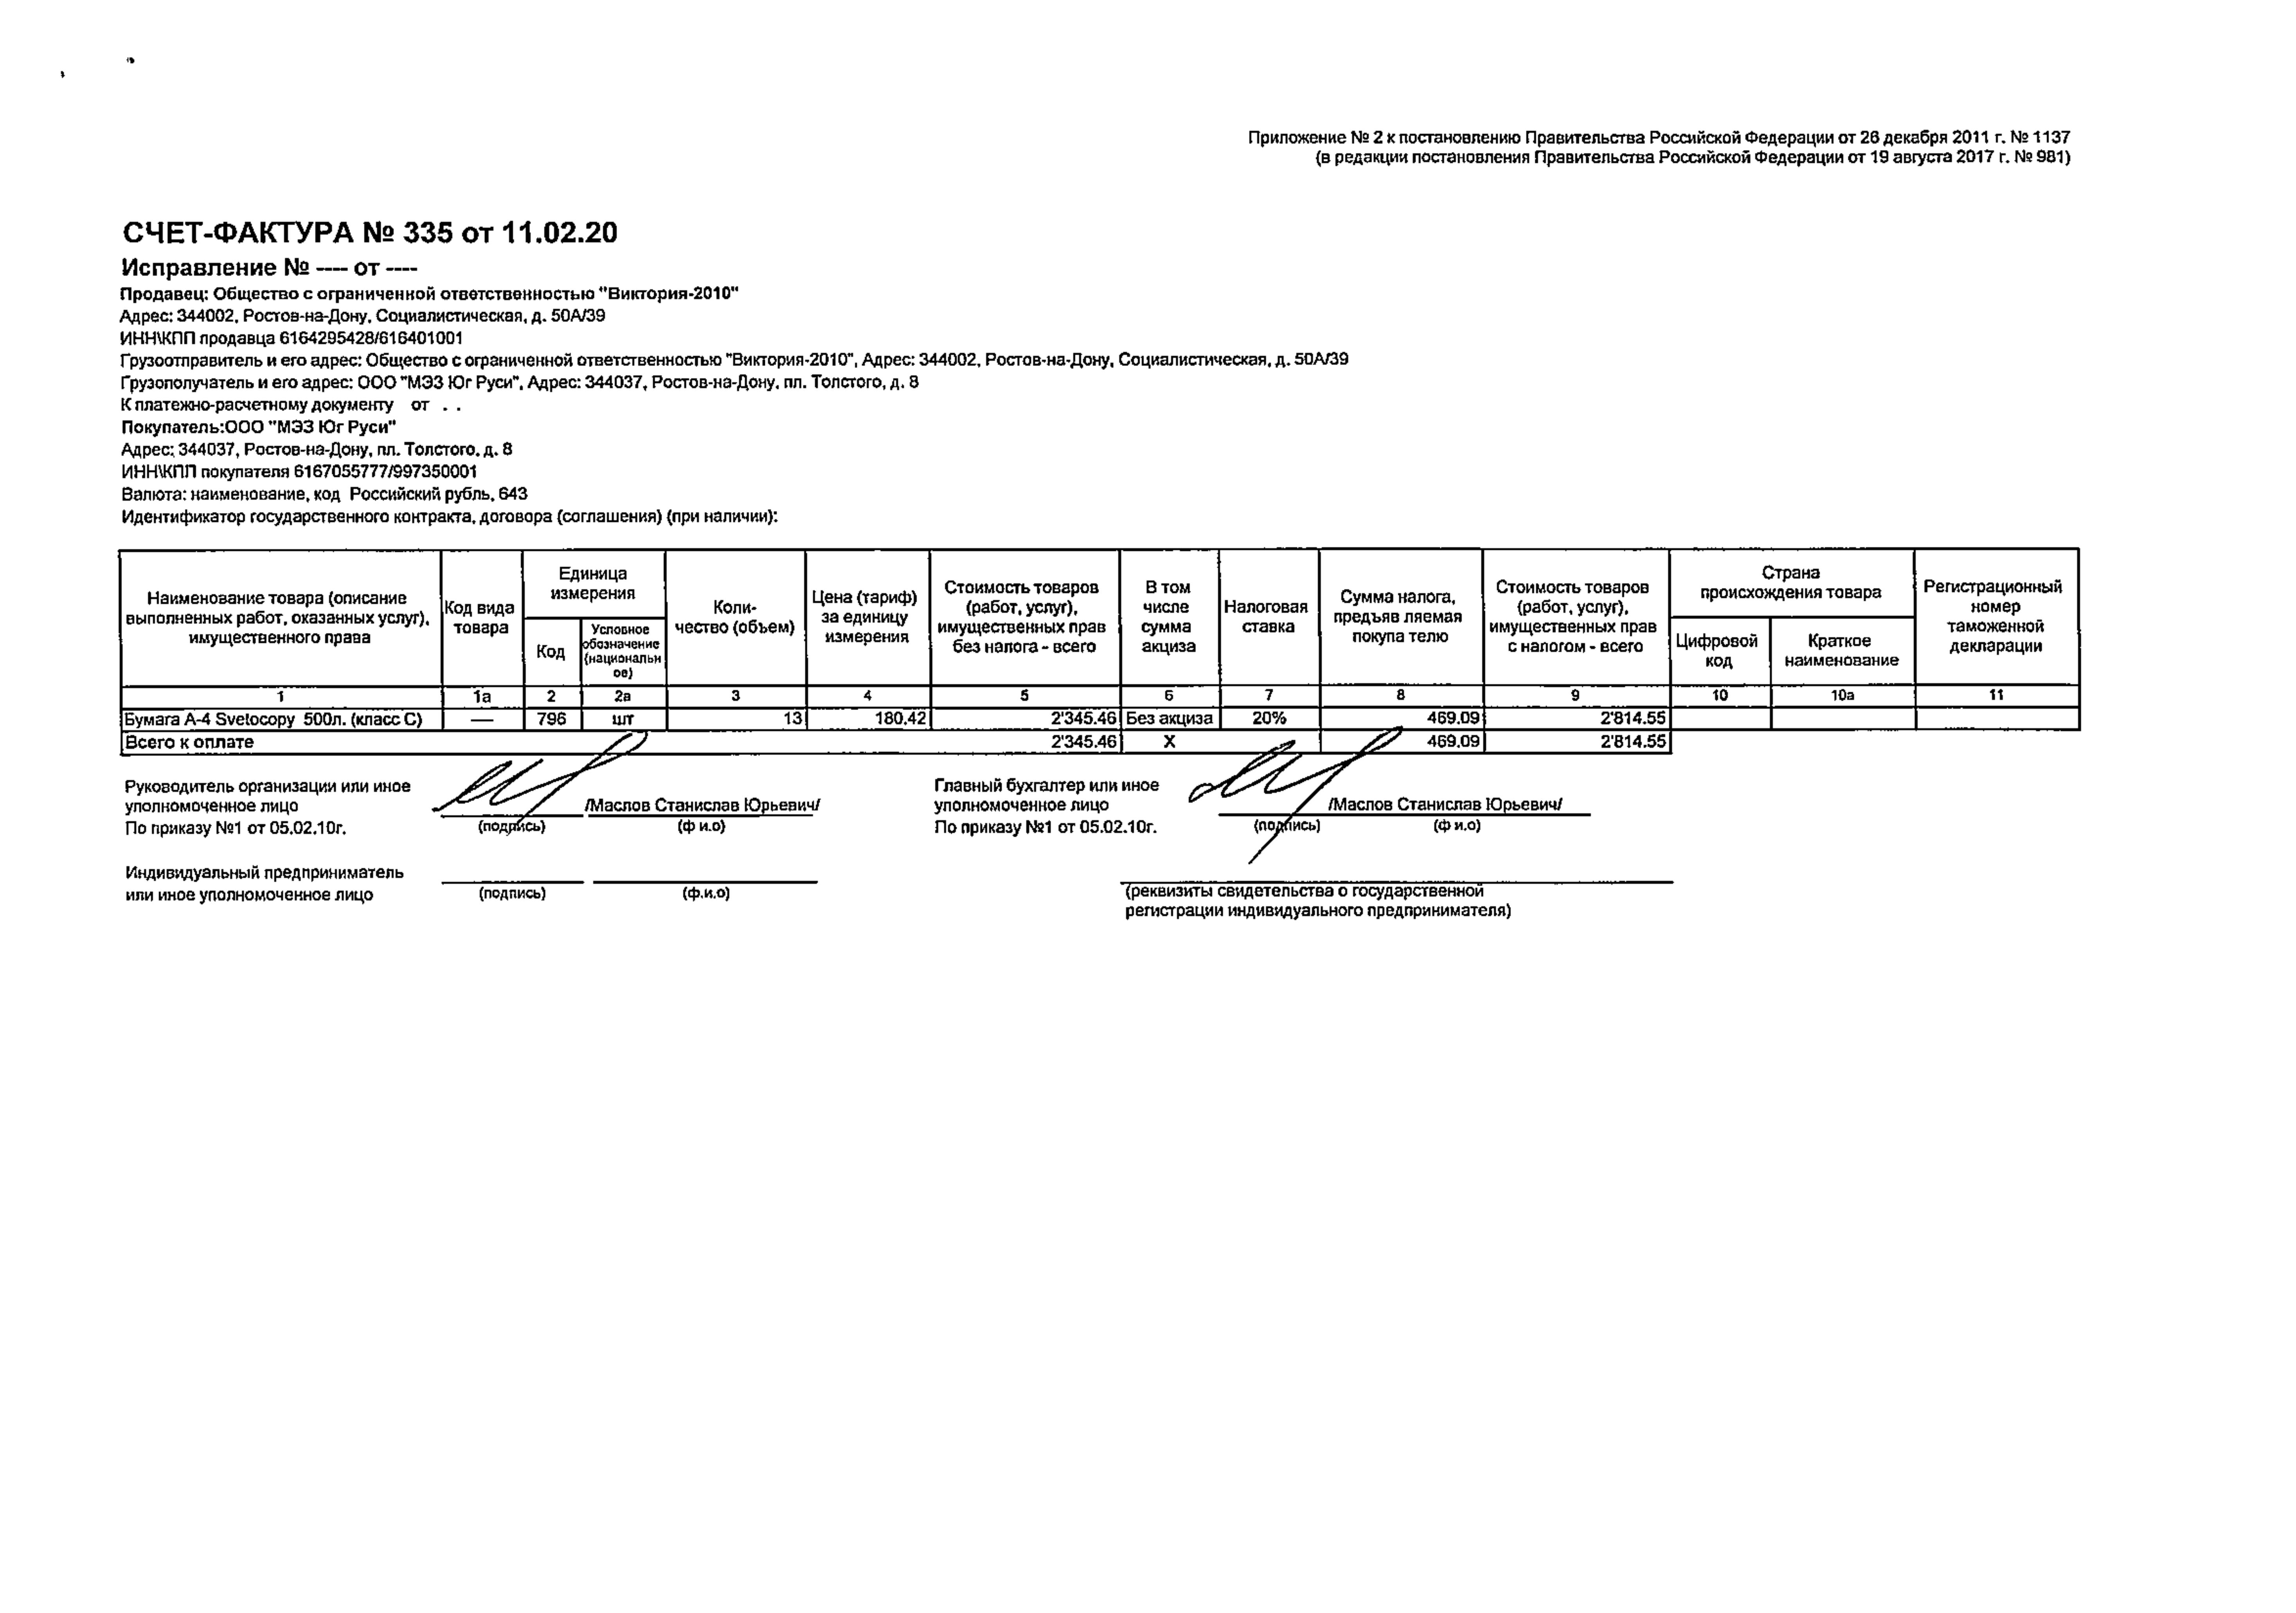 Приложение № 2 к постановлению Правительства Российской Федерации от 26 декабря 2011 г. № 1137
(в редакции постановления Правительства Российской Федерации от 19 августа 2017 г. № 981)
СЧЕТ-ФАКТУРА № 335 от 11.02.20
Исправление № ---- от ----
Продавец: Общество с ограниченной ответственностью "Виктория-2010"
Адрес: 344002, Ростов-на-Дону, Социалистическая, д. 50А/39
ИНН\КПП продавца 6164295428/616401001
Грузоотправитель и его адрес: Общество с ограниченной ответственностью "Виктория-2010", Адрес: 344002, Ростов-на-Дону, Социалистическая, д. 50А/39
Грузополучатель и его адрес: ООО "МЭЗ Юг Руси", Адрес: 344037, Ростов-на-Дону, пл. Толстого, д. 8
К платежно-расчетному документу от . .
Покупатель:ООО "МЭЗ Юг Руси"
Адрес: 344037, Ростов-на-Дону, пл. Толстого, д. 8
ИНН\КПП покупателя 6167055777/997350001
Валюта: наименование, код Российский рубль, 643
Идентификатор государственного контракта, договора (соглашения) (при наличии):
Наименование товара (описание
выполненных работ, оказанных услуг),
имущественного права
Код вида
товара
Единица
измерения
Код
Условное
обозначение
(национальн
ое)
Коли-
чество (объем)
Цена (тариф)
за единицу
измерения
Стоимость товаров
(работ, услуг),
имущественных прав
без налога - всего
В том
числе
сумма
акциза
Налоговая
ставка
Сумма налога,
предъяв ляемая
покупа телю
Стоимость товаров
(работ, услуг),
имущественных прав
с налогом - всего
Страна
происхождения товара
Цифровой
код
Краткое
наименование
Регистрационный
номер
таможенной
декларации
1 1а 2 2а 3 4 5 6 7 8 9 10 10а 11
Бумага А-4 Svetocopy 500л. (класс С) — 796 шт 13 180.42 2'345.46 Без акциза 20% 469.09 2'814.55
Всего к оплате 2'345.46 X 469.09 2'814.55
Руководитель организации или иное
уполномоченное лицо /Маслов Станислав Юрьевич/
По приказу №1 от 05.02.10г. (подпись) (ф и.о)
Главный бухгалтер или иное
уполномоченное лицо /Маслов Станислав Юрьевич/
По приказу №1 от 05.02.10г. (подпись) (ф и.о)
Индивидуальный предприниматель
или иное уполномоченное лицо (подпись) (ф.и.о)
(реквизиты свидетельства о государственной
регистрации индивидуального предпринимателя)